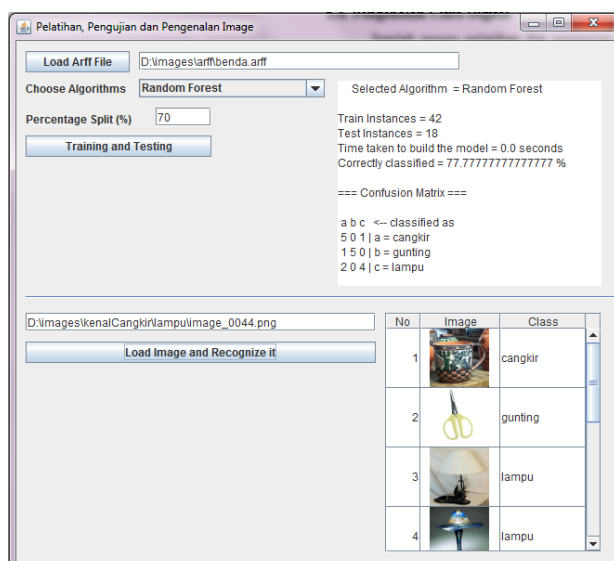 Pelatihan, Pengujian dan Pengenalan Image
Load Arff File
D:\images\arff\benda.arff
Choose Algorithms
Random Forest
Percentage Split (%)
70
Training and Testing
Selected Algorithm = Random Forest
Train Instances = 42
Test Instances = 18
Time taken to build the model = 0.0 seconds
Correctly classified = 77.77777777777777 %
=== Confusion Matrix ===
a b c <-- classified as
5 0 1 | a = cangkir
1 5 0 | b = gunting
2 0 4 | c = lampu
D:\images\kenalCangkir\lampu\image_0044.png
Load Image and Recognize it
No Image Class
1 cangkir
2 gunting
3 lampu
4 lampu